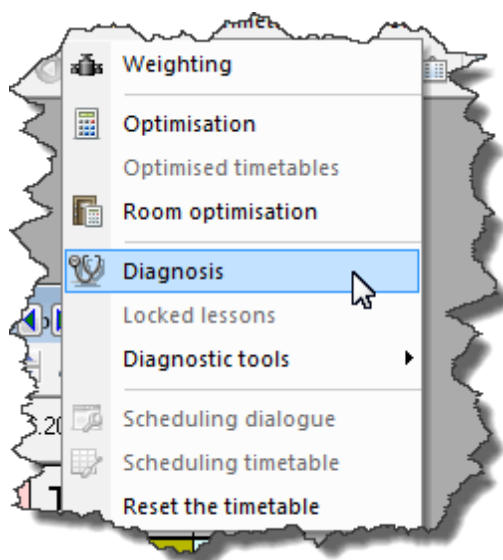 Weighting
Optimisation
Optimised timetables
Room optimisation
Diagnosis
Locked lessons
Diagnostic tools
Scheduling dialogue
Scheduling timetable
Reset the timetable